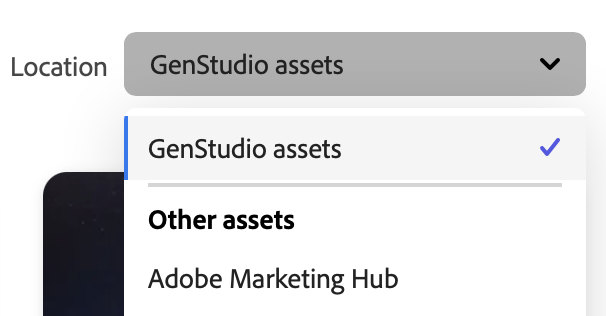 Location GenStudio assets
GenStudio assets
Other assets
Adobe Marketing Hub